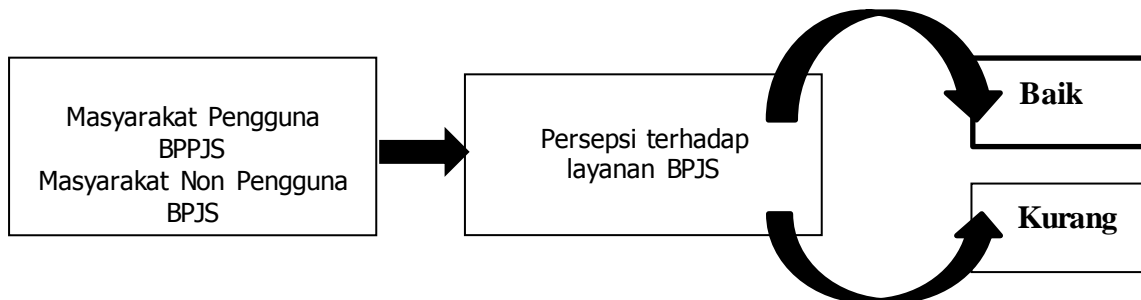 Masyarakat Pengguna
BPPJS
Masyarakat Non Pengguna
BPJS
Persepsi terhadap
layanan BPJS
Baik
Kurang